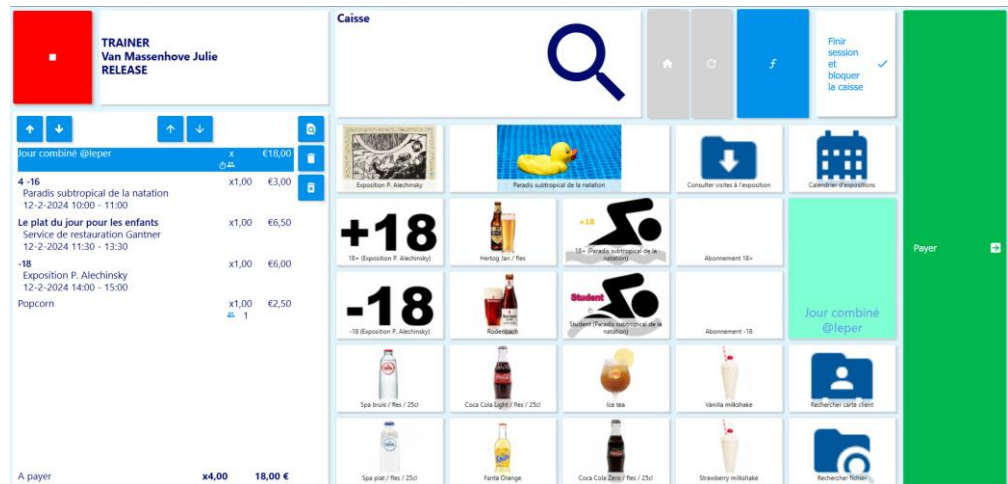 TRAINER
Van Massenhove Julie
RELEASE
Jour combiné @Ieper x €18,00
4 -16 x1,00 €3,00
Paradis subtropical de la natation
12-2-2024 10:00 - 11:00
Le plat du jour pour les enfants x1,00 €6,50
Service de restauration Gantner
12-2-2024 11:30 - 13:30
-18 x1,00 €6,00
Exposition P. Alechinsky
12-2-2024 14:00 - 15:00
Popcorn x1,00 €2,50
1
A payer x4,00 18,00 €
Caisse
Finir
session
et
bloquer
la caisse
Exposition P. Alechinsky
Paradis subtropical de la natation
Consulter visites à l'exposition
Calendrier d'expositions
+18
18+ (Exposition P. Alechinsky)
Hertog Jan / fles
+18
18+ (Paradis subtropical de la
natation)
Abonnement 18+
-18
-18 (Exposition P. Alechinsky)
Rodenbach
Student
Student (Paradis subtropical de la
natation)
Abonnement -18
Jour combiné
@Ieper
Spa bruis / fles / 25cl
Coca Cola Light / fles / 25cl
Ice tea
Vanilla milkshake
Rechercher carte client
Spa plat / fles / 25cl
Fanta Orange
Coca Cola Zero / fles / 25cl
Strawberry milkshake
Rechercher fichier
Payer